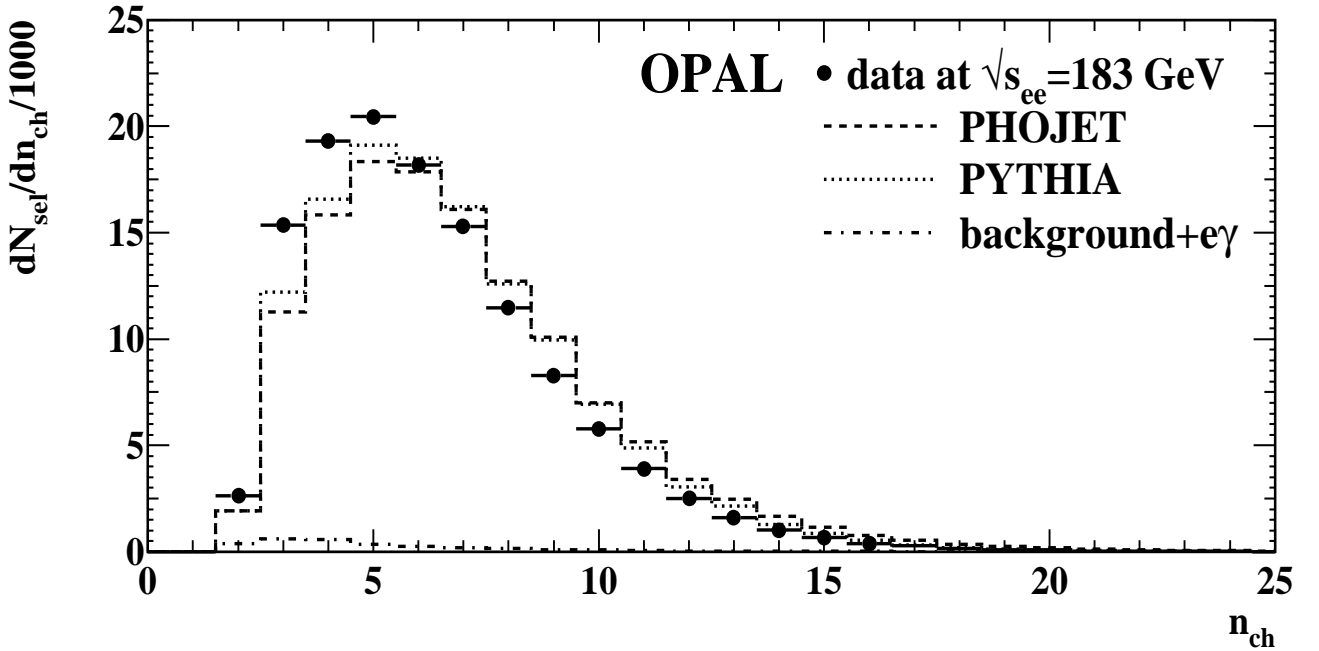 25
20
15
10
5
0
dN_sel/dn_ch/1000
OPAL
data at √s_ee=183 GeV
PHOJET
PYTHIA
background+eγ
0 5 10 15 20 25
n_ch